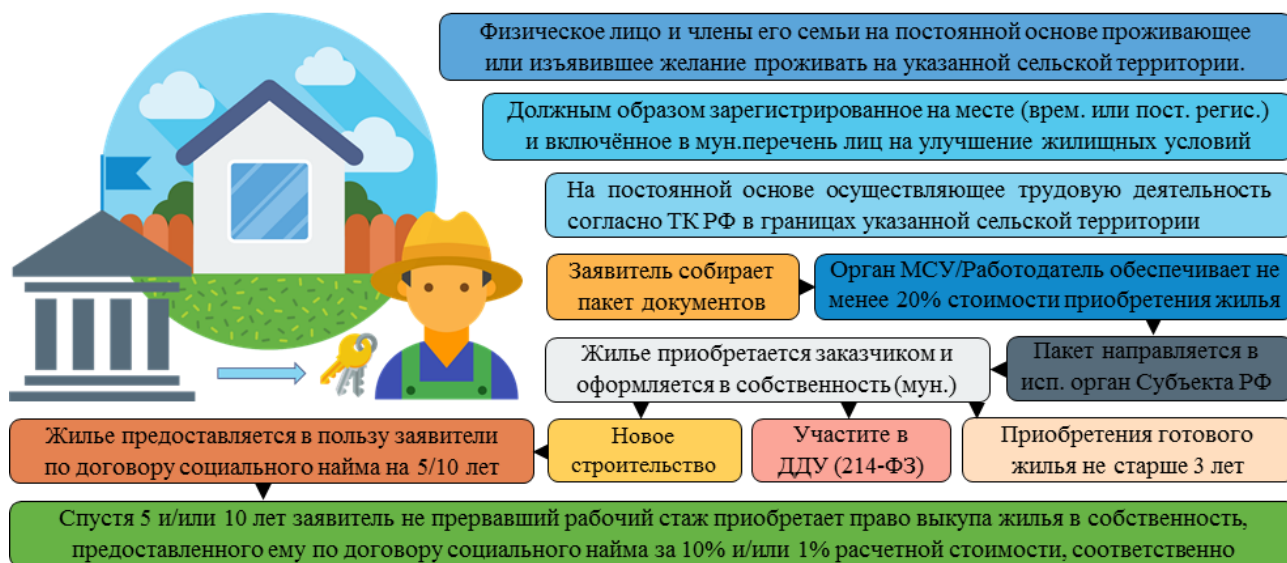 Физическое лицо и члены его семьи на постоянной основе проживающее
или изъявившее желание проживать на указанной сельской территории.
Должным образом зарегистрированное на месте (врем. или пост. регис.)
и включённое в мун.перечень лиц на улучшение жилищных условий
На постоянной основе осуществляющее трудовую деятельность
согласно ТК РФ в границах указанной сельской территории
Заявитель собирает
пакет документов
Орган МСУ/Работодатель обеспечивает не
менее 20% стоимости приобретения жилья
Пакет направляется в
исп. орган Субъекта РФ
Жилье приобретается заказчиком и
оформляется в собственность (мун.)
Новое
строительство
Участите в
ДДУ (214-ФЗ)
Приобретения готового
жилья не старше 3 лет
Жилье предоставляется в пользу заявители
по договору социального найма на 5/10 лет
Спустя 5 и/или 10 лет заявитель не прервавший рабочий стаж приобретает право выкупа жилья в собственность,
предоставленного ему по договору социального найма за 10% и/или 1% расчетной стоимости, соответственно